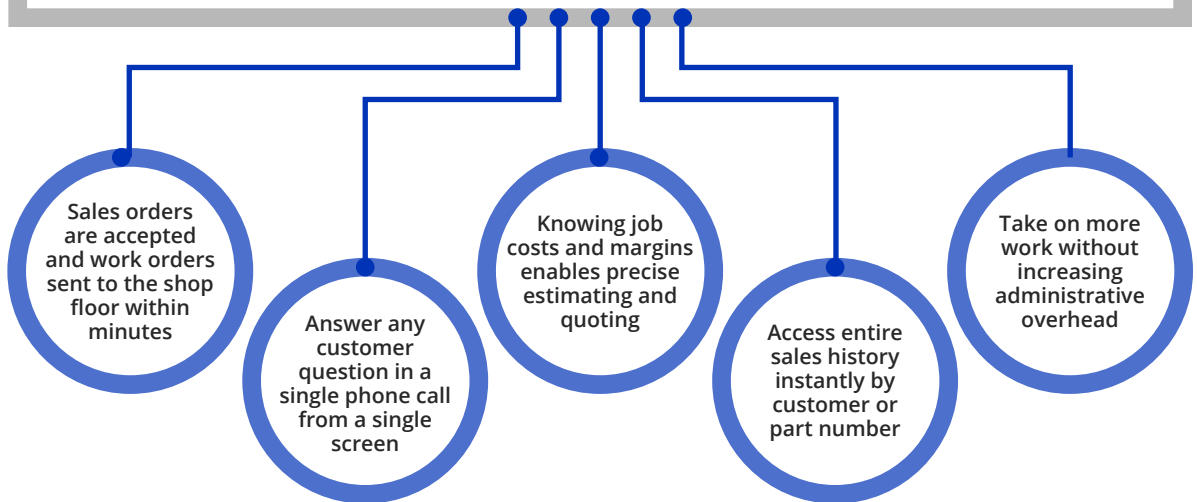 Sales orders
are accepted
and work orders
sent to the shop
floor within
minutes
Answer any
customer
question in a
single phone call
from a single
screen
Knowing job
costs and margins
enables precise
estimating and
quoting
Access entire
sales history
instantly by
customer or
part number
Take on more
work without
increasing
administrative
overhead